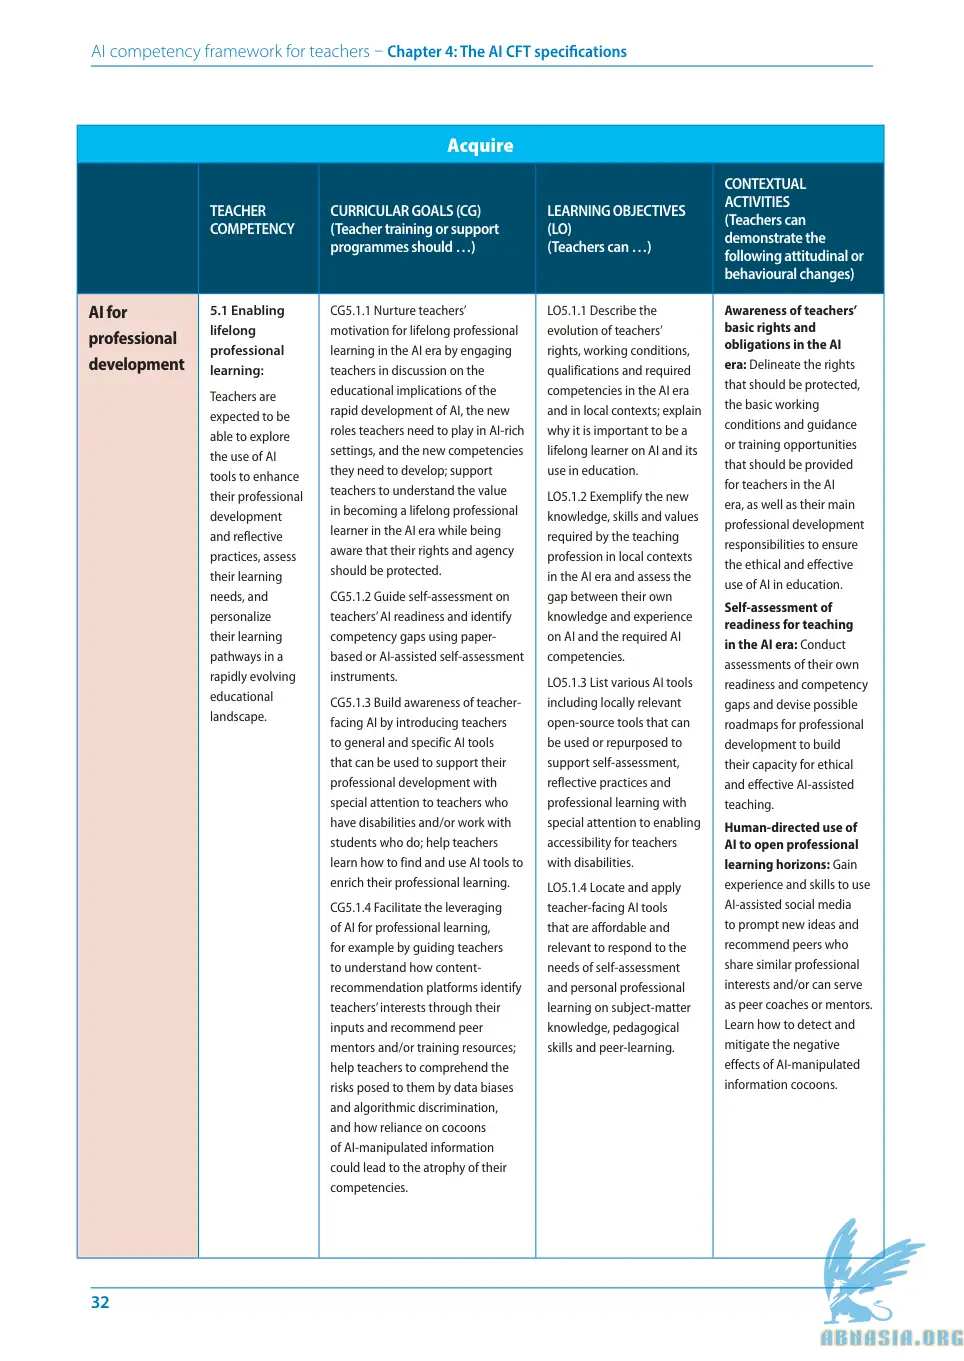 AI competency framework for teachers – Chapter 4: The AI CFT specifications
Acquire
TEACHER
COMPETENCY
CURRICULAR GOALS (CG)
(Teacher training or support
programmes should …)
LEARNING OBJECTIVES
(LO)
(Teachers can …)
CONTEXTUAL
ACTIVITIES
(Teachers can
demonstrate the
following attitudinal or
behavioural changes)
AI for
professional
development
5.1 Enabling
lifelong
professional
learning:
Teachers are
expected to be
able to explore
the use of AI
tools to enhance
their professional
development
and reflective
practices, assess
their learning
needs, and
personalize
their learning
pathways in a
rapidly evolving
educational
landscape.
CG5.1.1 Nurture teachers’
motivation for lifelong professional
learning in the AI era by engaging
teachers in discussion on the
educational implications of the
rapid development of AI, the new
roles teachers need to play in AI-rich
settings, and the new competencies
they need to develop; support
teachers to understand the value
in becoming a lifelong professional
learner in the AI era while being
aware that their rights and agency
should be protected.
CG5.1.2 Guide self-assessment on
teachers’ AI readiness and identify
competency gaps using paper-
based or AI-assisted self-assessment
instruments.
CG5.1.3 Build awareness of teacher-
facing AI by introducing teachers
to general and specific AI tools
that can be used to support their
professional development with
special attention to teachers who
have disabilities and/or work with
students who do; help teachers
learn how to find and use AI tools to
enrich their professional learning.
CG5.1.4 Facilitate the leveraging
of AI for professional learning,
for example by guiding teachers
to understand how content-
recommendation platforms identify
teachers’ interests through their
inputs and recommend peer
mentors and/or training resources;
help teachers to comprehend the
risks posed to them by data biases
and algorithmic discrimination,
and how reliance on cocoons
of AI-manipulated information
could lead to the atrophy of their
competencies.
LO5.1.1 Describe the
evolution of teachers’
rights, working conditions,
qualifications and required
competencies in the AI era
and in local contexts; explain
why it is important to be a
lifelong learner on AI and its
use in education.
LO5.1.2 Exemplify the new
knowledge, skills and values
required by the teaching
profession in local contexts
in the AI era and assess the
gap between their own
knowledge and experience
on AI and the required AI
competencies.
LO5.1.3 List various AI tools
including locally relevant
open-source tools that can
be used or repurposed to
support self-assessment,
reflective practices and
professional learning with
special attention to enabling
accessibility for teachers
with disabilities.
LO5.1.4 Locate and apply
teacher-facing AI tools
that are affordable and
relevant to respond to the
needs of self-assessment
and personal professional
learning on subject-matter
knowledge, pedagogical
skills and peer-learning.
Awareness of teachers’
basic rights and
obligations in the AI
era: Delineate the rights
that should be protected,
the basic working
conditions and guidance
or training opportunities
that should be provided
for teachers in the AI
era, as well as their main
professional development
responsibilities to ensure
the ethical and effective
use of AI in education.
Self-assessment of
readiness for teaching
in the AI era: Conduct
assessments of their own
readiness and competency
gaps and devise possible
roadmaps for professional
development to build
their capacity for ethical
and effective AI-assisted
teaching.
Human-directed use of
AI to open professional
learning horizons: Gain
experience and skills to use
AI-assisted social media
to prompt new ideas and
recommend peers who
share similar professional
interests and/or can serve
as peer coaches or mentors.
Learn how to detect and
mitigate the negative
effects of AI-manipulated
information cocoons.
32
ABNASIA.ORG